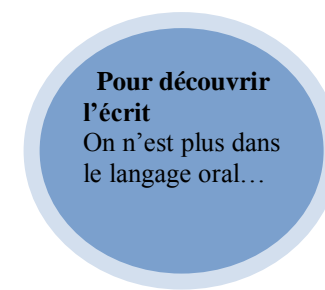 Pour découvrir
l’écrit
On n’est plus dans
le langage oral…